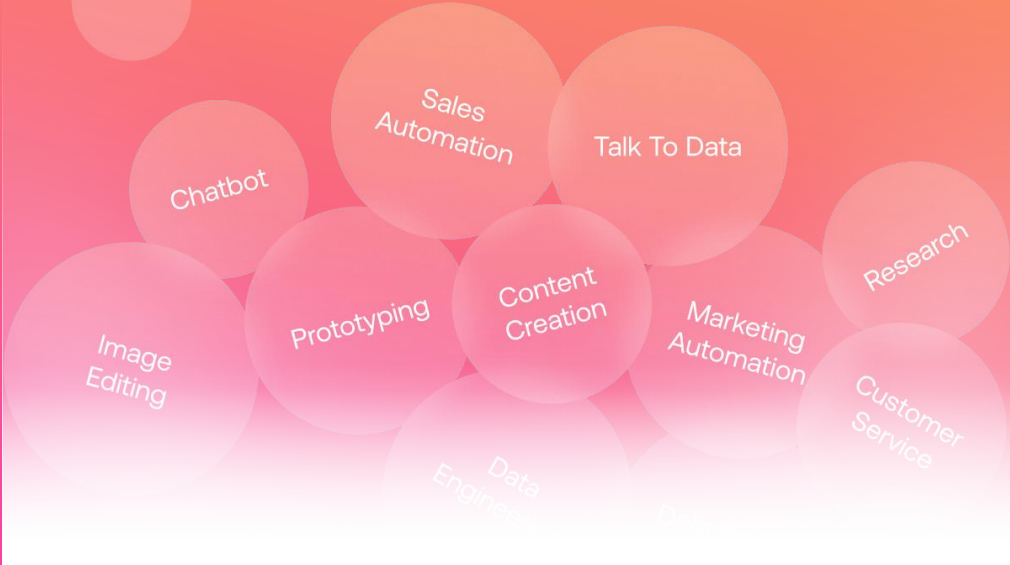 Sales
Automation
Talk To Data
Chatbot
Research
Content
Creation
Prototyping
Marketing
Automation
Image
Editing
Customer
Service
Data